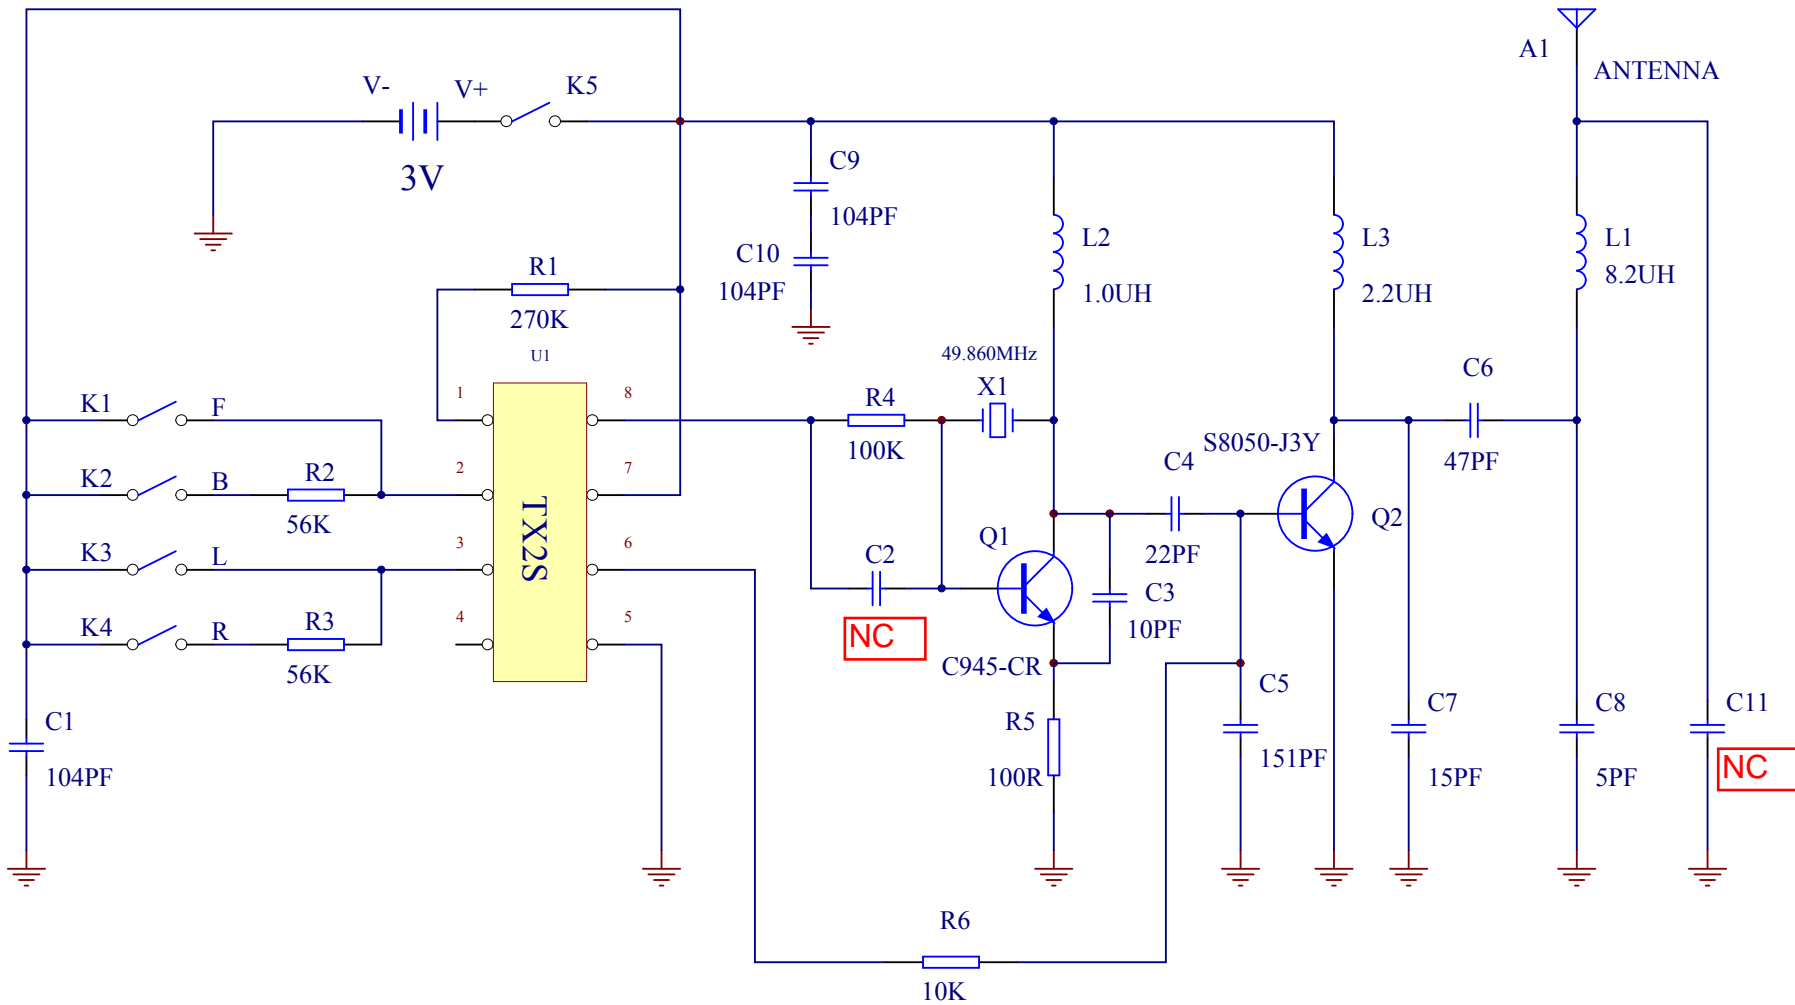 A1
ANTENNA
V-
V+
K5
3V
C9
104PF
C10
104PF
L2
1.0UH
L3
2.2UH
L1
8.2UH
R1
270K
U1
49.860MHz
X1
C6
47PF
K1
F
1
8
R4
100K
S8050-J3Y
C4
K2
B
R2
56K
2
7
TX2S
Q2
22PF
K3
L
3
6
C2
NC
Q1
C3
10PF
K4
R
R3
56K
4
5
C945-CR
C1
104PF
R5
100R
C5
151PF
C7
15PF
C8
5PF
C11
NC
R6
10K